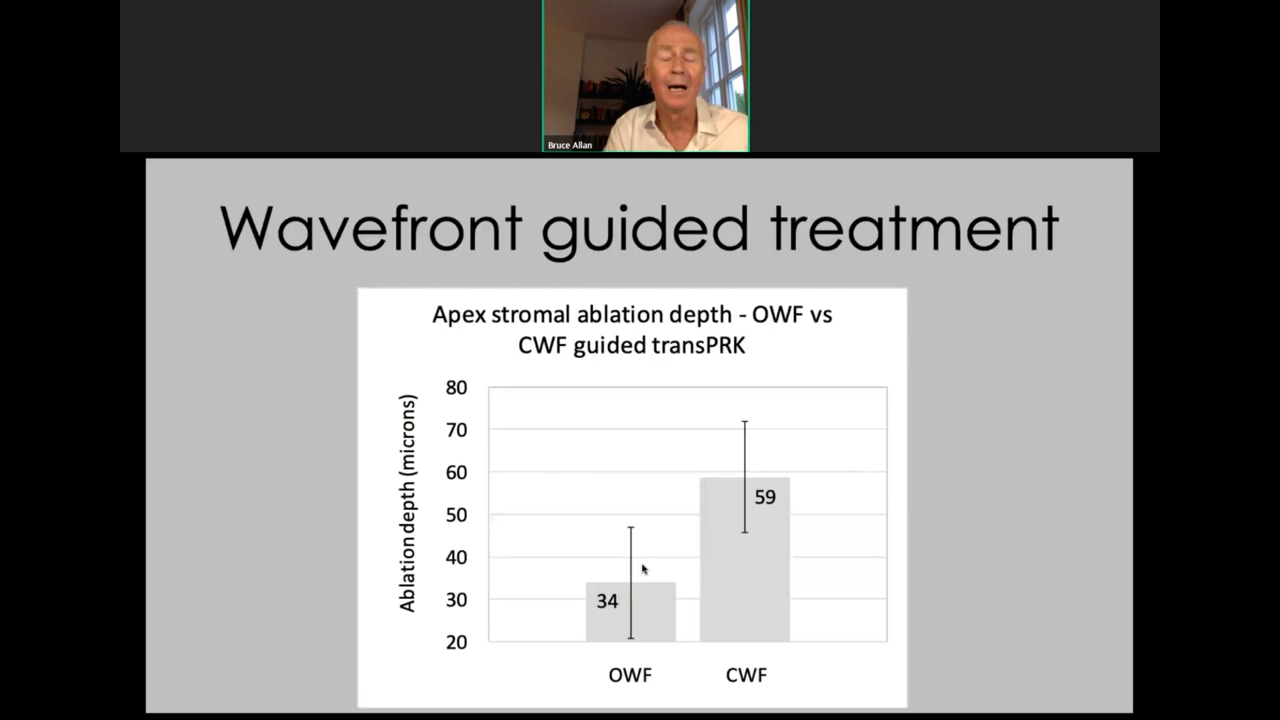 Bruce Allan
Wavefront guided treatment
Apex stromal ablation depth - OWF vs
CWF guided transPRK
Ablation depth (microns)
80
70
60
50
40
30
20
59
34
OWF
CWF